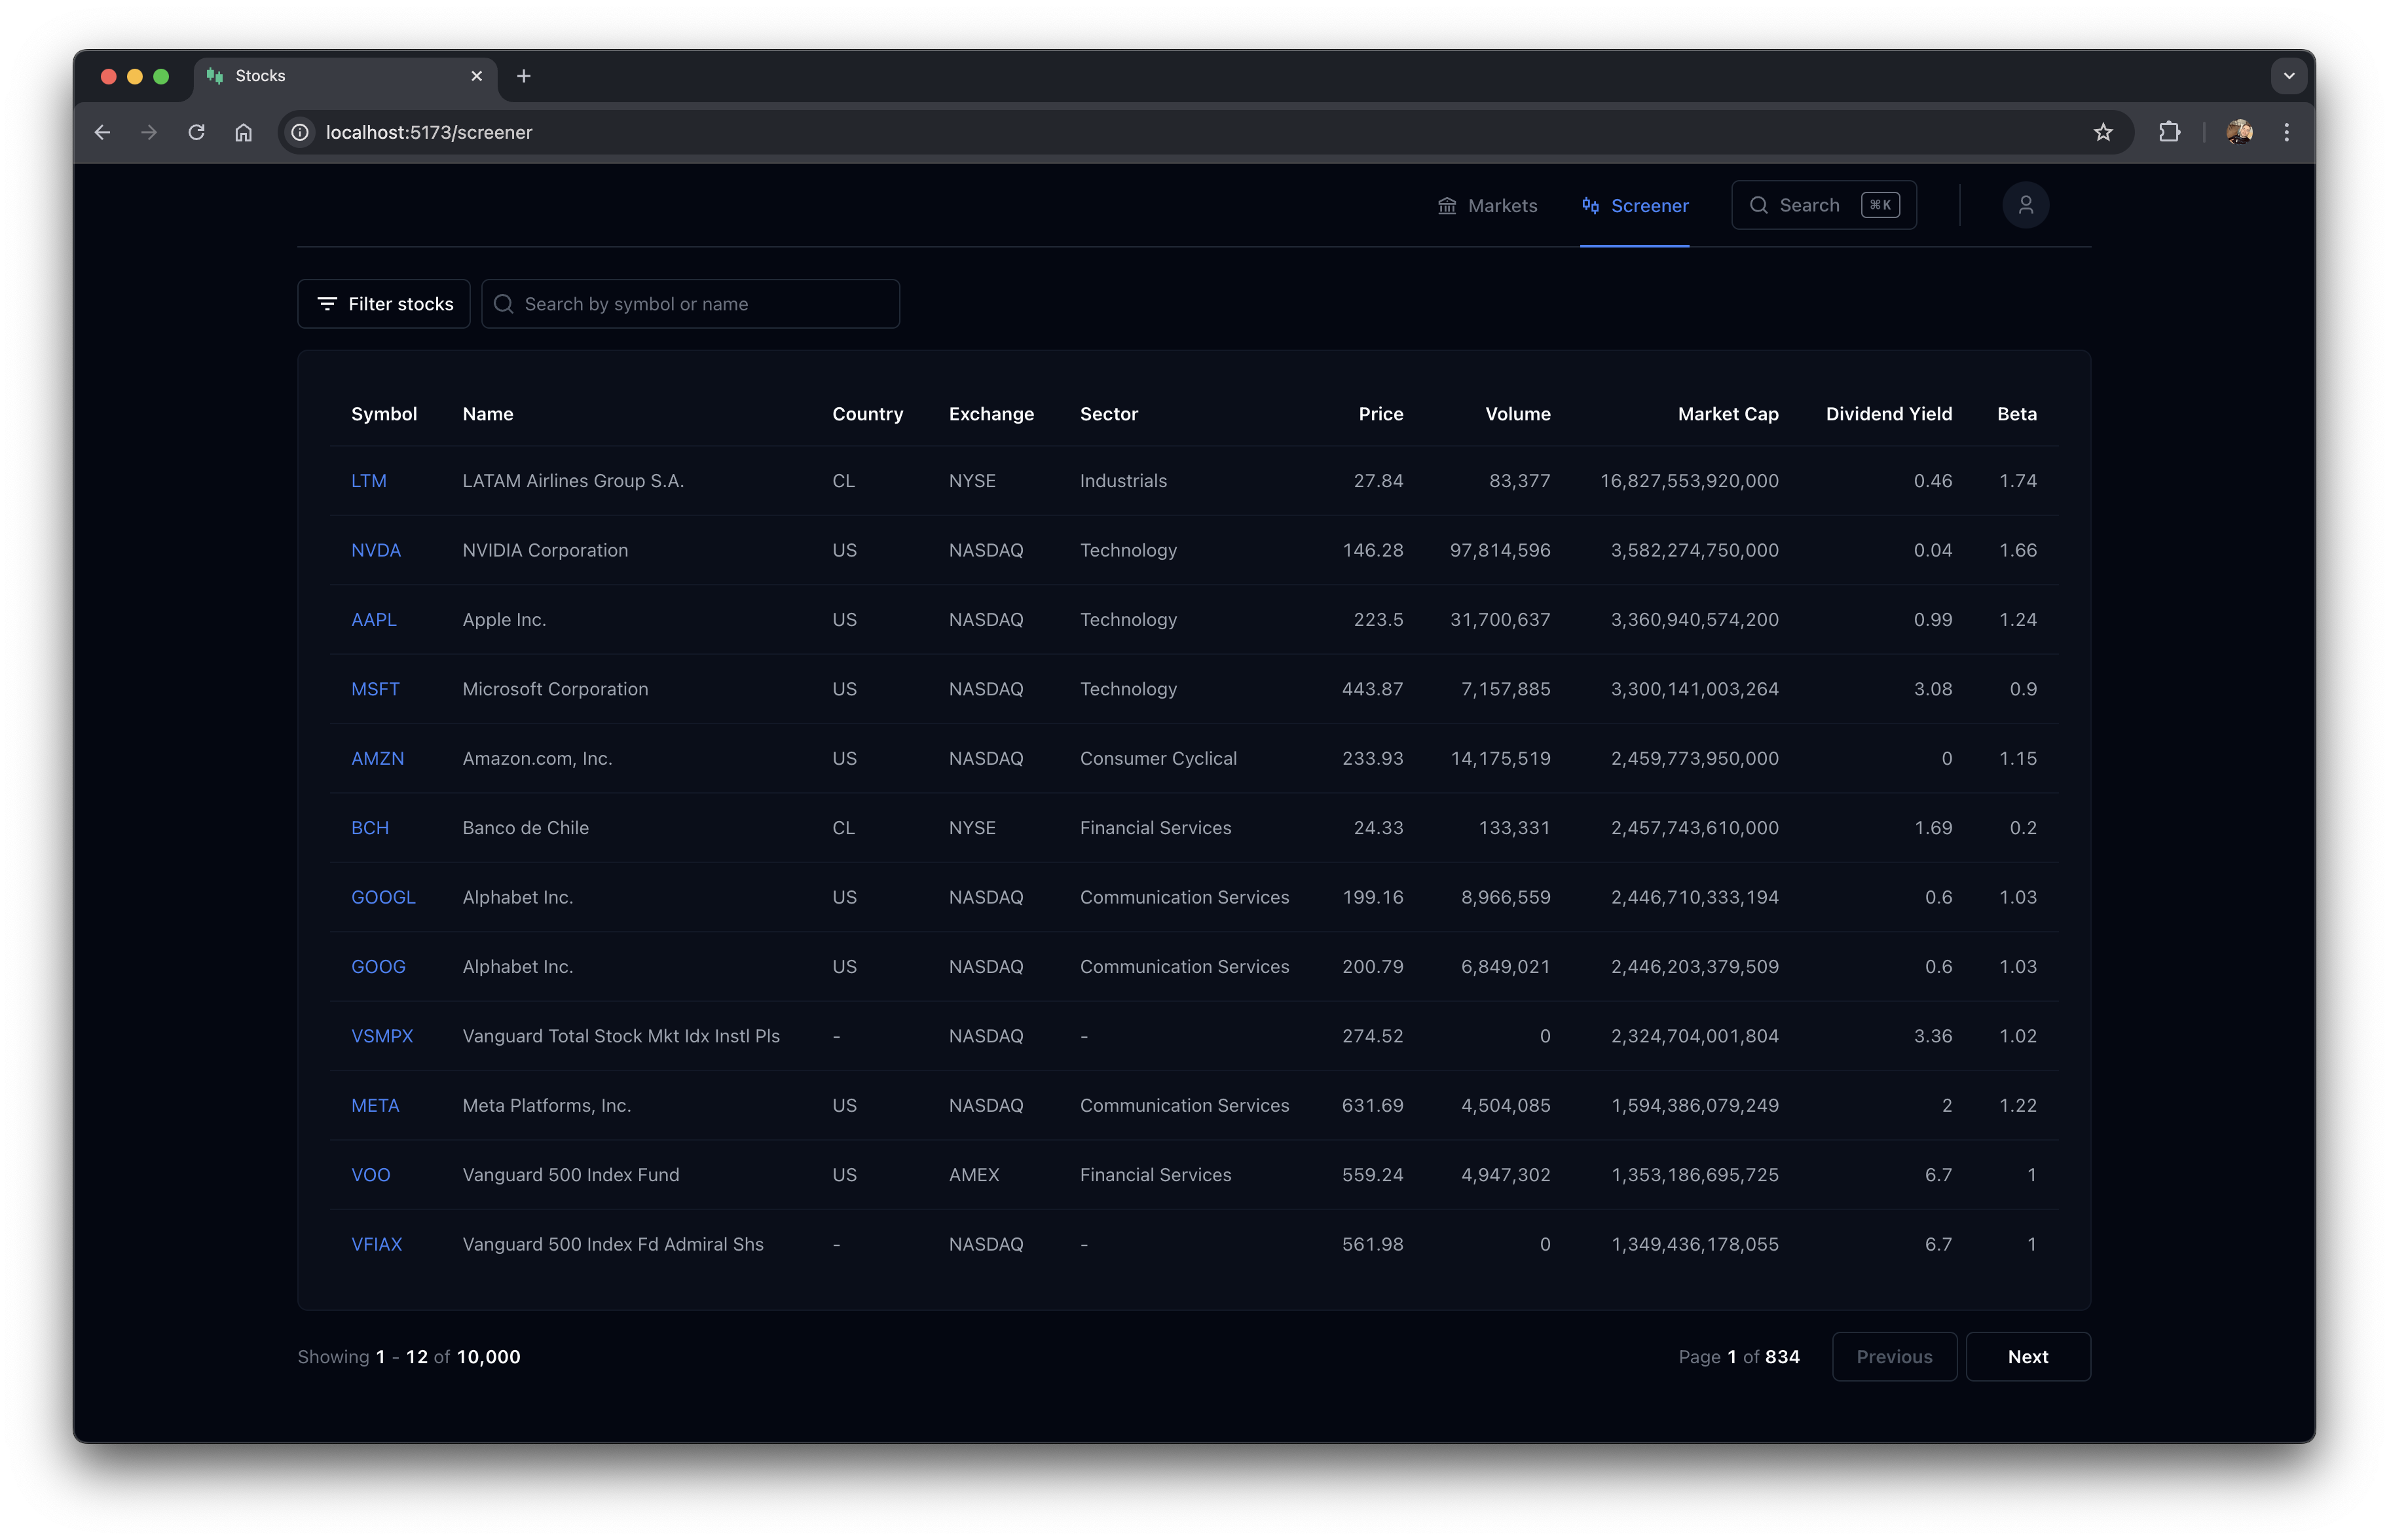 Stocks
localhost:5173/screener
Markets Screener Search ⌘K
Filter stocks Search by symbol or name
Symbol Name Country Exchange Sector Price Volume Market Cap Dividend Yield Beta
LTM LATAM Airlines Group S.A. CL NYSE Industrials 27.84 83,377 16,827,553,920,000 0.46 1.74
NVDA NVIDIA Corporation US NASDAQ Technology 146.28 97,814,596 3,582,274,750,000 0.04 1.66
AAPL Apple Inc. US NASDAQ Technology 223.5 31,700,637 3,360,940,574,200 0.99 1.24
MSFT Microsoft Corporation US NASDAQ Technology 443.87 7,157,885 3,300,141,003,264 3.08 0.9
AMZN Amazon.com, Inc. US NASDAQ Consumer Cyclical 233.93 14,175,519 2,459,773,950,000 0 1.15
BCH Banco de Chile CL NYSE Financial Services 24.33 133,331 2,457,743,610,000 1.69 0.2
GOOGL Alphabet Inc. US NASDAQ Communication Services 199.16 8,966,559 2,446,710,333,194 0.6 1.03
GOOG Alphabet Inc. US NASDAQ Communication Services 200.79 6,849,021 2,446,203,379,509 0.6 1.03
VSMPX Vanguard Total Stock Mkt Idx Instl Pls - NASDAQ - 274.52 0 2,324,704,001,804 3.36 1.02
META Meta Platforms, Inc. US NASDAQ Communication Services 631.69 4,504,085 1,594,386,079,249 2 1.22
VOO Vanguard 500 Index Fund US AMEX Financial Services 559.24 4,947,302 1,353,186,695,725 6.7 1
VFIAX Vanguard 500 Index Fd Admiral Shs - NASDAQ - 561.98 0 1,349,436,178,055 6.7 1
Showing 1 - 12 of 10,000 Page 1 of 834 Previous Next